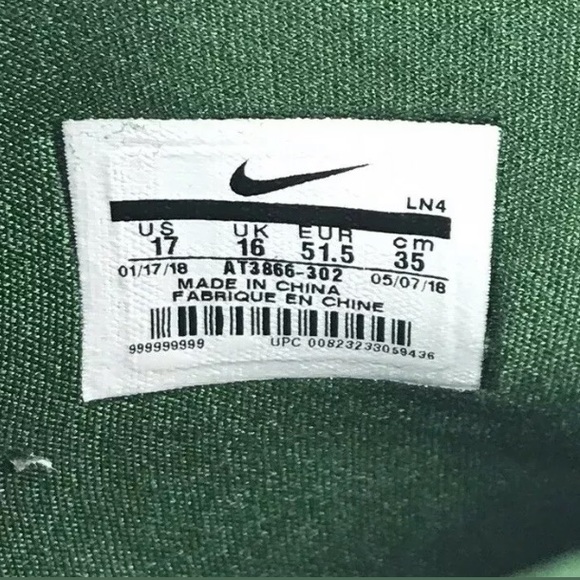 LN4
US UK EUR cm
17 16 51.5 35
01/17/18 AT3866-302 05/07/18
MADE IN CHINA
FABRIQUE EN CHINE
999999999 UPC 00823233059436